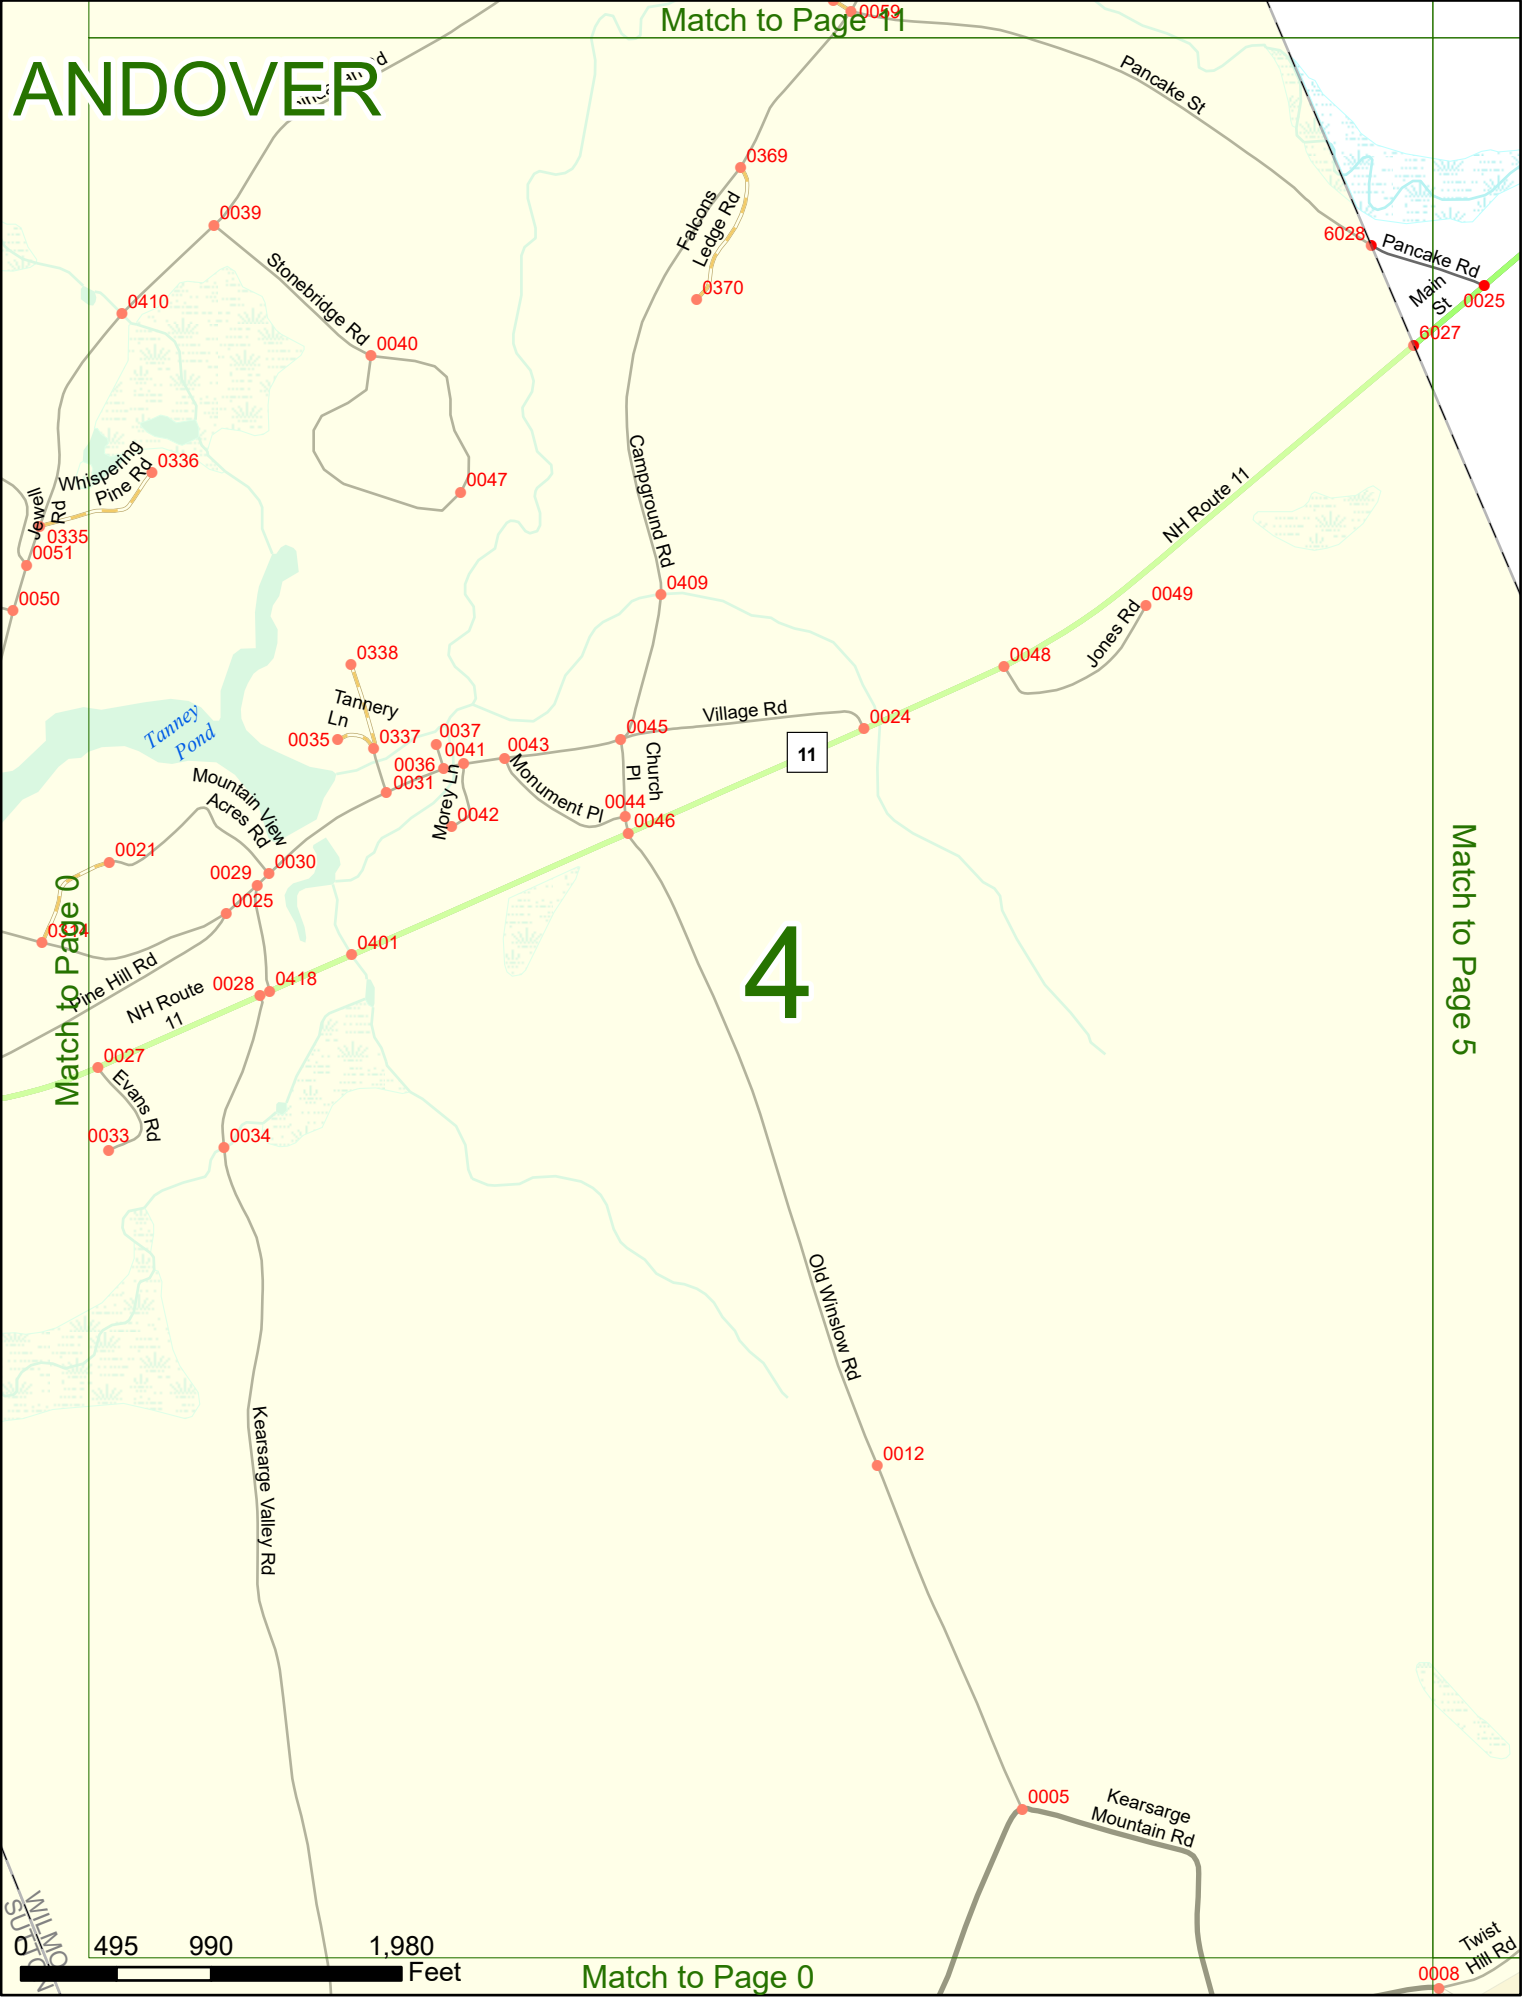 Match to Page 11
0059
ANDOVER
Rd
Pancake St
0369
Falcons
Ledge Rd
0039
6028
Pancake Rd
Stonebridge Rd
0370
Main
St
0025
0410
6027
0040
Whispering
Pine Rd
0336
0047
Campground Rd
NH Route 11
Jewell
Rd
0335
0051
0409
0049
0050
Jones Rd
0338
0048
Tannery
Ln
Village Rd
0024
Tanney
Pond
0035
0337
0037
0045
0043
0041
11
0036
Church
Pl
Mountain View
Acres Rd
0031
Morey Ln
Monument Pl
0042
0044
0046
0021
0030
0029
Match to Page 5
0025
0314
Match to Page 0
4
0401
Pine Hill Rd
0028
0418
NH Route
11
0027
Evans Rd
0033
0034
Old Winslow Rd
Kearsarge Valley Rd
0012
0005
Kearsarge
Mountain Rd
SUTTON
0
495
990
1,980
Feet
Match to Page 0
Twist
Hill Rd
0008